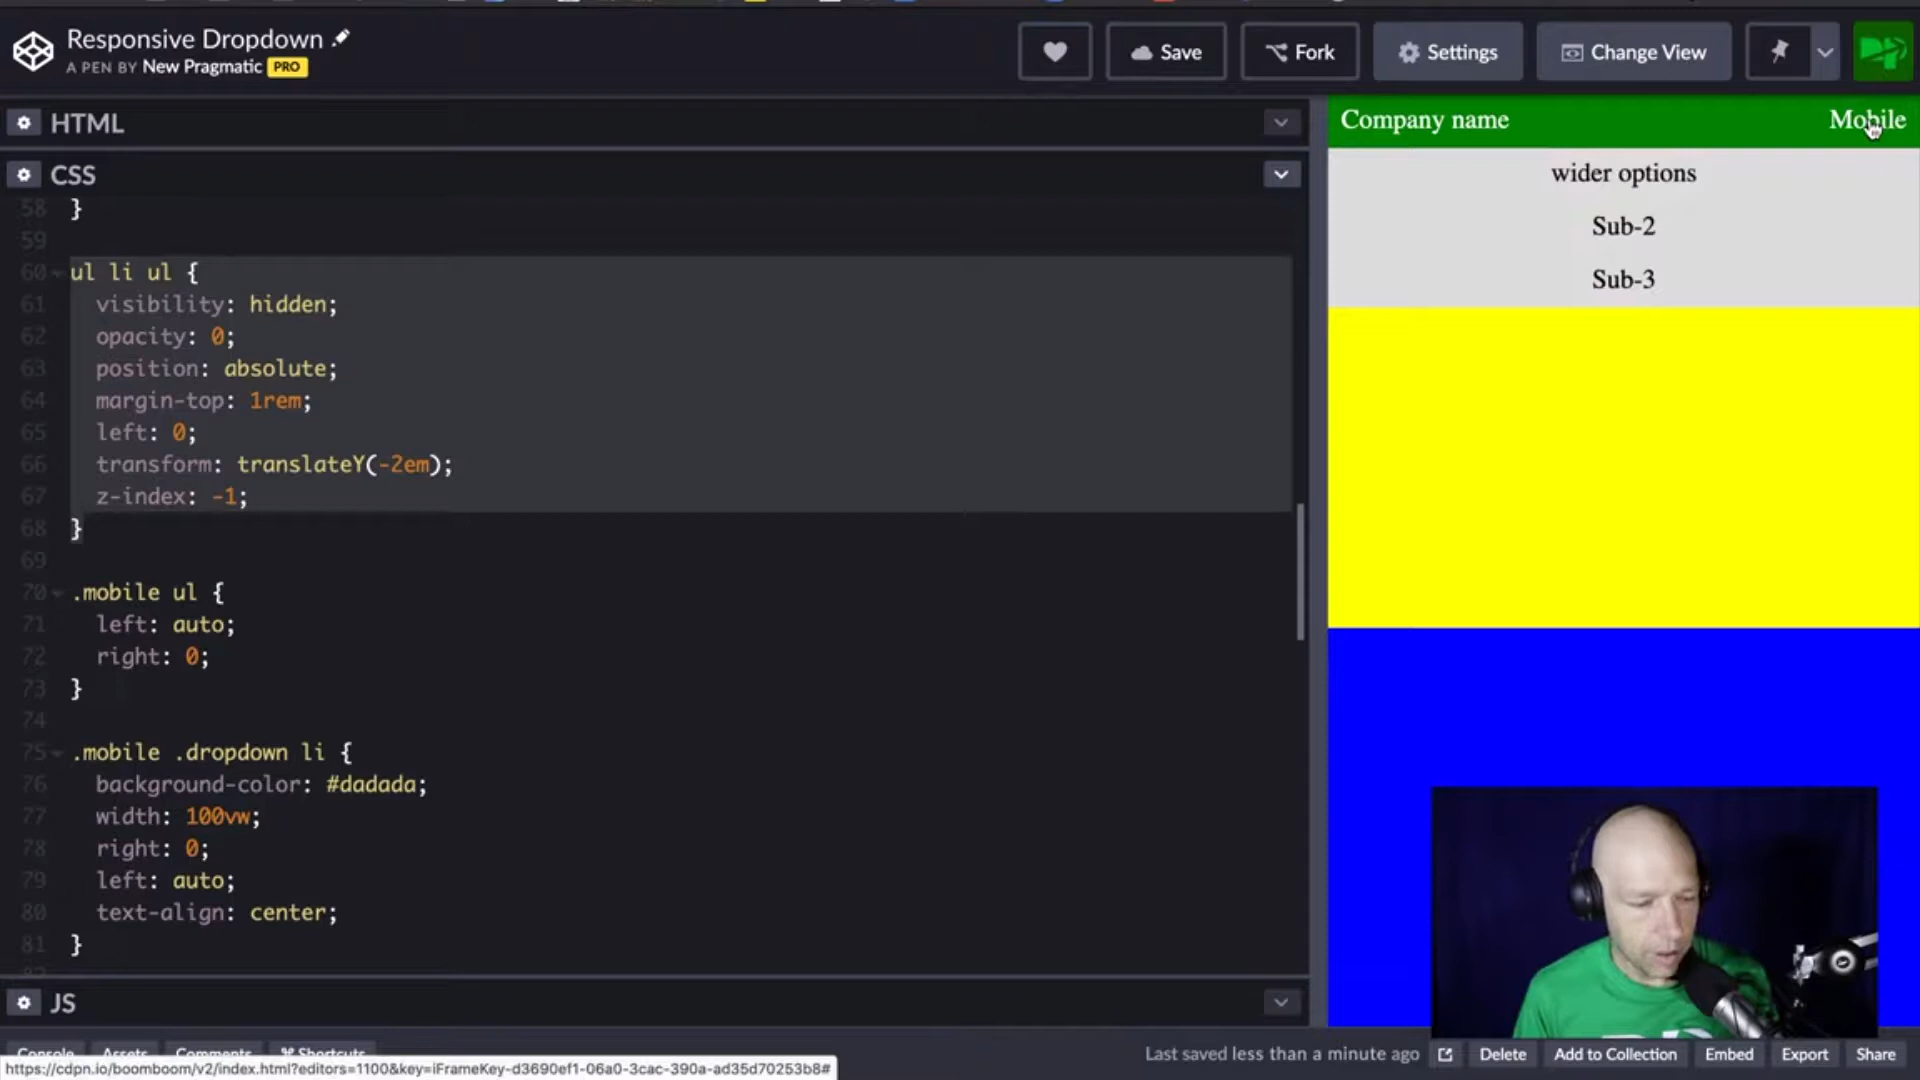 Responsive Dropdown
A PEN BY New Pragmatic PRO
Save
Fork
Settings
Change View
HTML
CSS
58 }
59
60 ul li ul {
61 visibility: hidden;
62 opacity: 0;
63 position: absolute;
64 margin-top: 1rem;
65 left: 0;
66 transform: translateY(-2em);
67 z-index: -1;
68 }
69
70 .mobile ul {
71 left: auto;
72 right: 0;
73 }
74
75 .mobile .dropdown li {
76 background-color: #dadada;
77 width: 100vw;
78 right: 0;
79 left: auto;
80 text-align: center;
81 }
JS
Company name Mobile
wider options
Sub-2
Sub-3
Console Assets Comments ⌘ Shortcuts
Last saved less than a minute ago Delete Add to Collection Embed Export Share
https://cdpn.io/boomboom/v2/index.html?editors=1100&key=iFrameKey-d3690ef1-06a0-3cac-390a-ad35d70253b8#